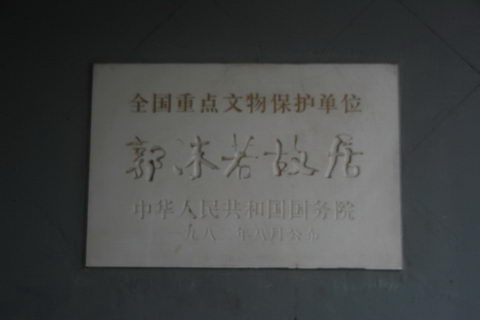 全国重点文物保护单位
郭沫若故居
中华人民共和国国务院
一九八二年八月公布